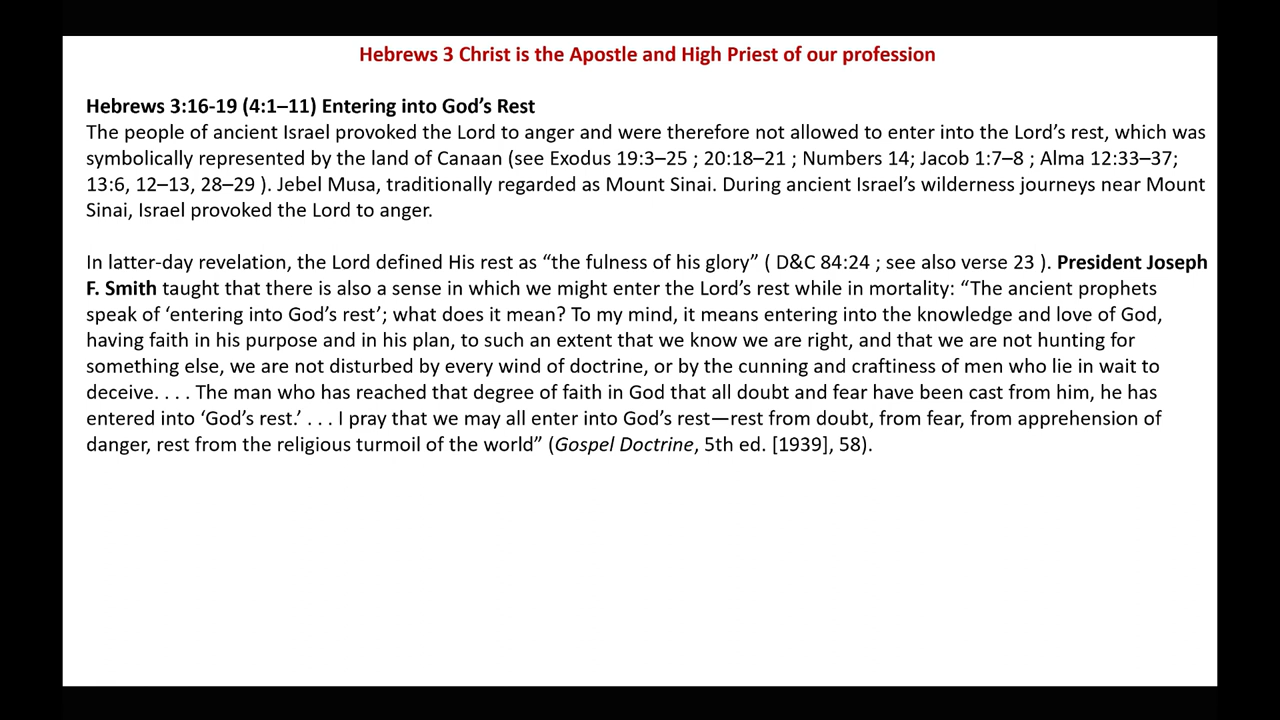 Hebrews 3 Christ is the Apostle and High Priest of our profession
Hebrews 3:16-19 (4:1–11) Entering into God’s Rest
The people of ancient Israel provoked the Lord to anger and were therefore not allowed to enter into the Lord’s rest, which was
symbolically represented by the land of Canaan (see Exodus 19:3–25 ; 20:18–21 ; Numbers 14; Jacob 1:7–8 ; Alma 12:33–37;
13:6, 12–13, 28–29 ). Jebel Musa, traditionally regarded as Mount Sinai. During ancient Israel’s wilderness journeys near Mount
Sinai, Israel provoked the Lord to anger.
In latter-day revelation, the Lord defined His rest as “the fulness of his glory” ( D&C 84:24 ; see also verse 23 ). President Joseph
F. Smith taught that there is also a sense in which we might enter the Lord’s rest while in mortality: “The ancient prophets
speak of ‘entering into God’s rest’; what does it mean? To my mind, it means entering into the knowledge and love of God,
having faith in his purpose and in his plan, to such an extent that we know we are right, and that we are not hunting for
something else, we are not disturbed by every wind of doctrine, or by the cunning and craftiness of men who lie in wait to
deceive. . . . The man who has reached that degree of faith in God that all doubt and fear have been cast from him, he has
entered into ‘God’s rest.’ . . . I pray that we may all enter into God’s rest—rest from doubt, from fear, from apprehension of
danger, rest from the religious turmoil of the world” (Gospel Doctrine, 5th ed. [1939], 58).